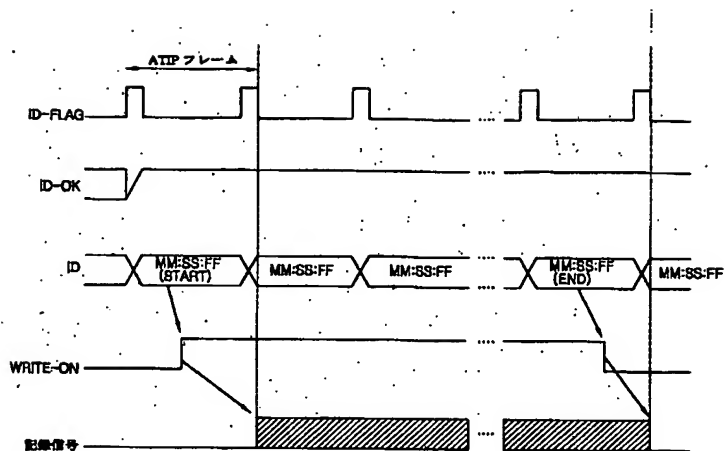 ATIP フレーム
ID-FLAG
ID-OK
ID
MM:SS:FF
(START)
MM:SS:FF
MM:SS:FF
MM:SS:FF
(END)
MM:SS:FF
WRITE-ON
記録信号